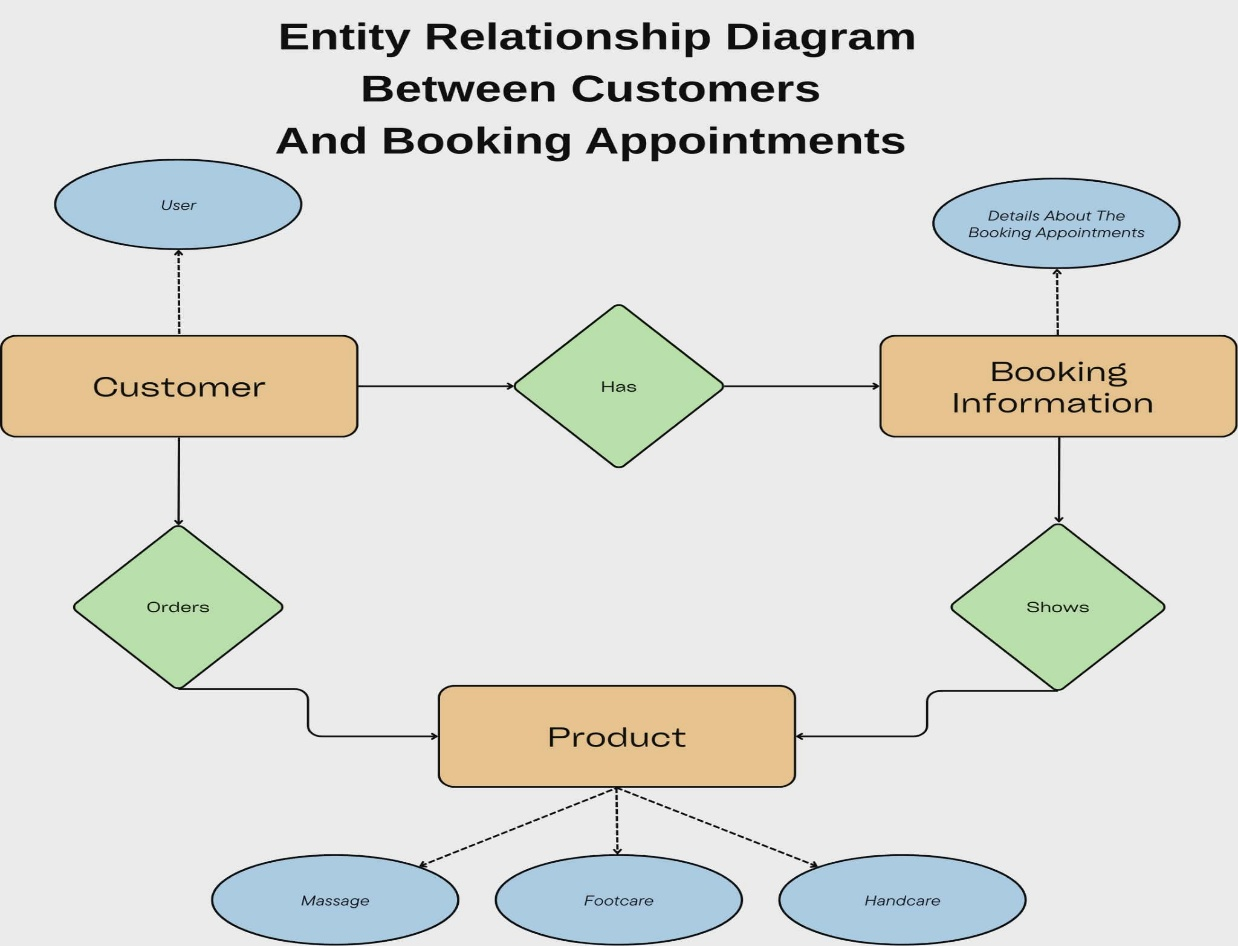 Entity Relationship Diagram
Between Customers
And Booking Appointments
User
Details About The
Booking Appointments
Customer
Has
Booking
Information
Orders
Shows
Product
Massage
Footcare
Handcare